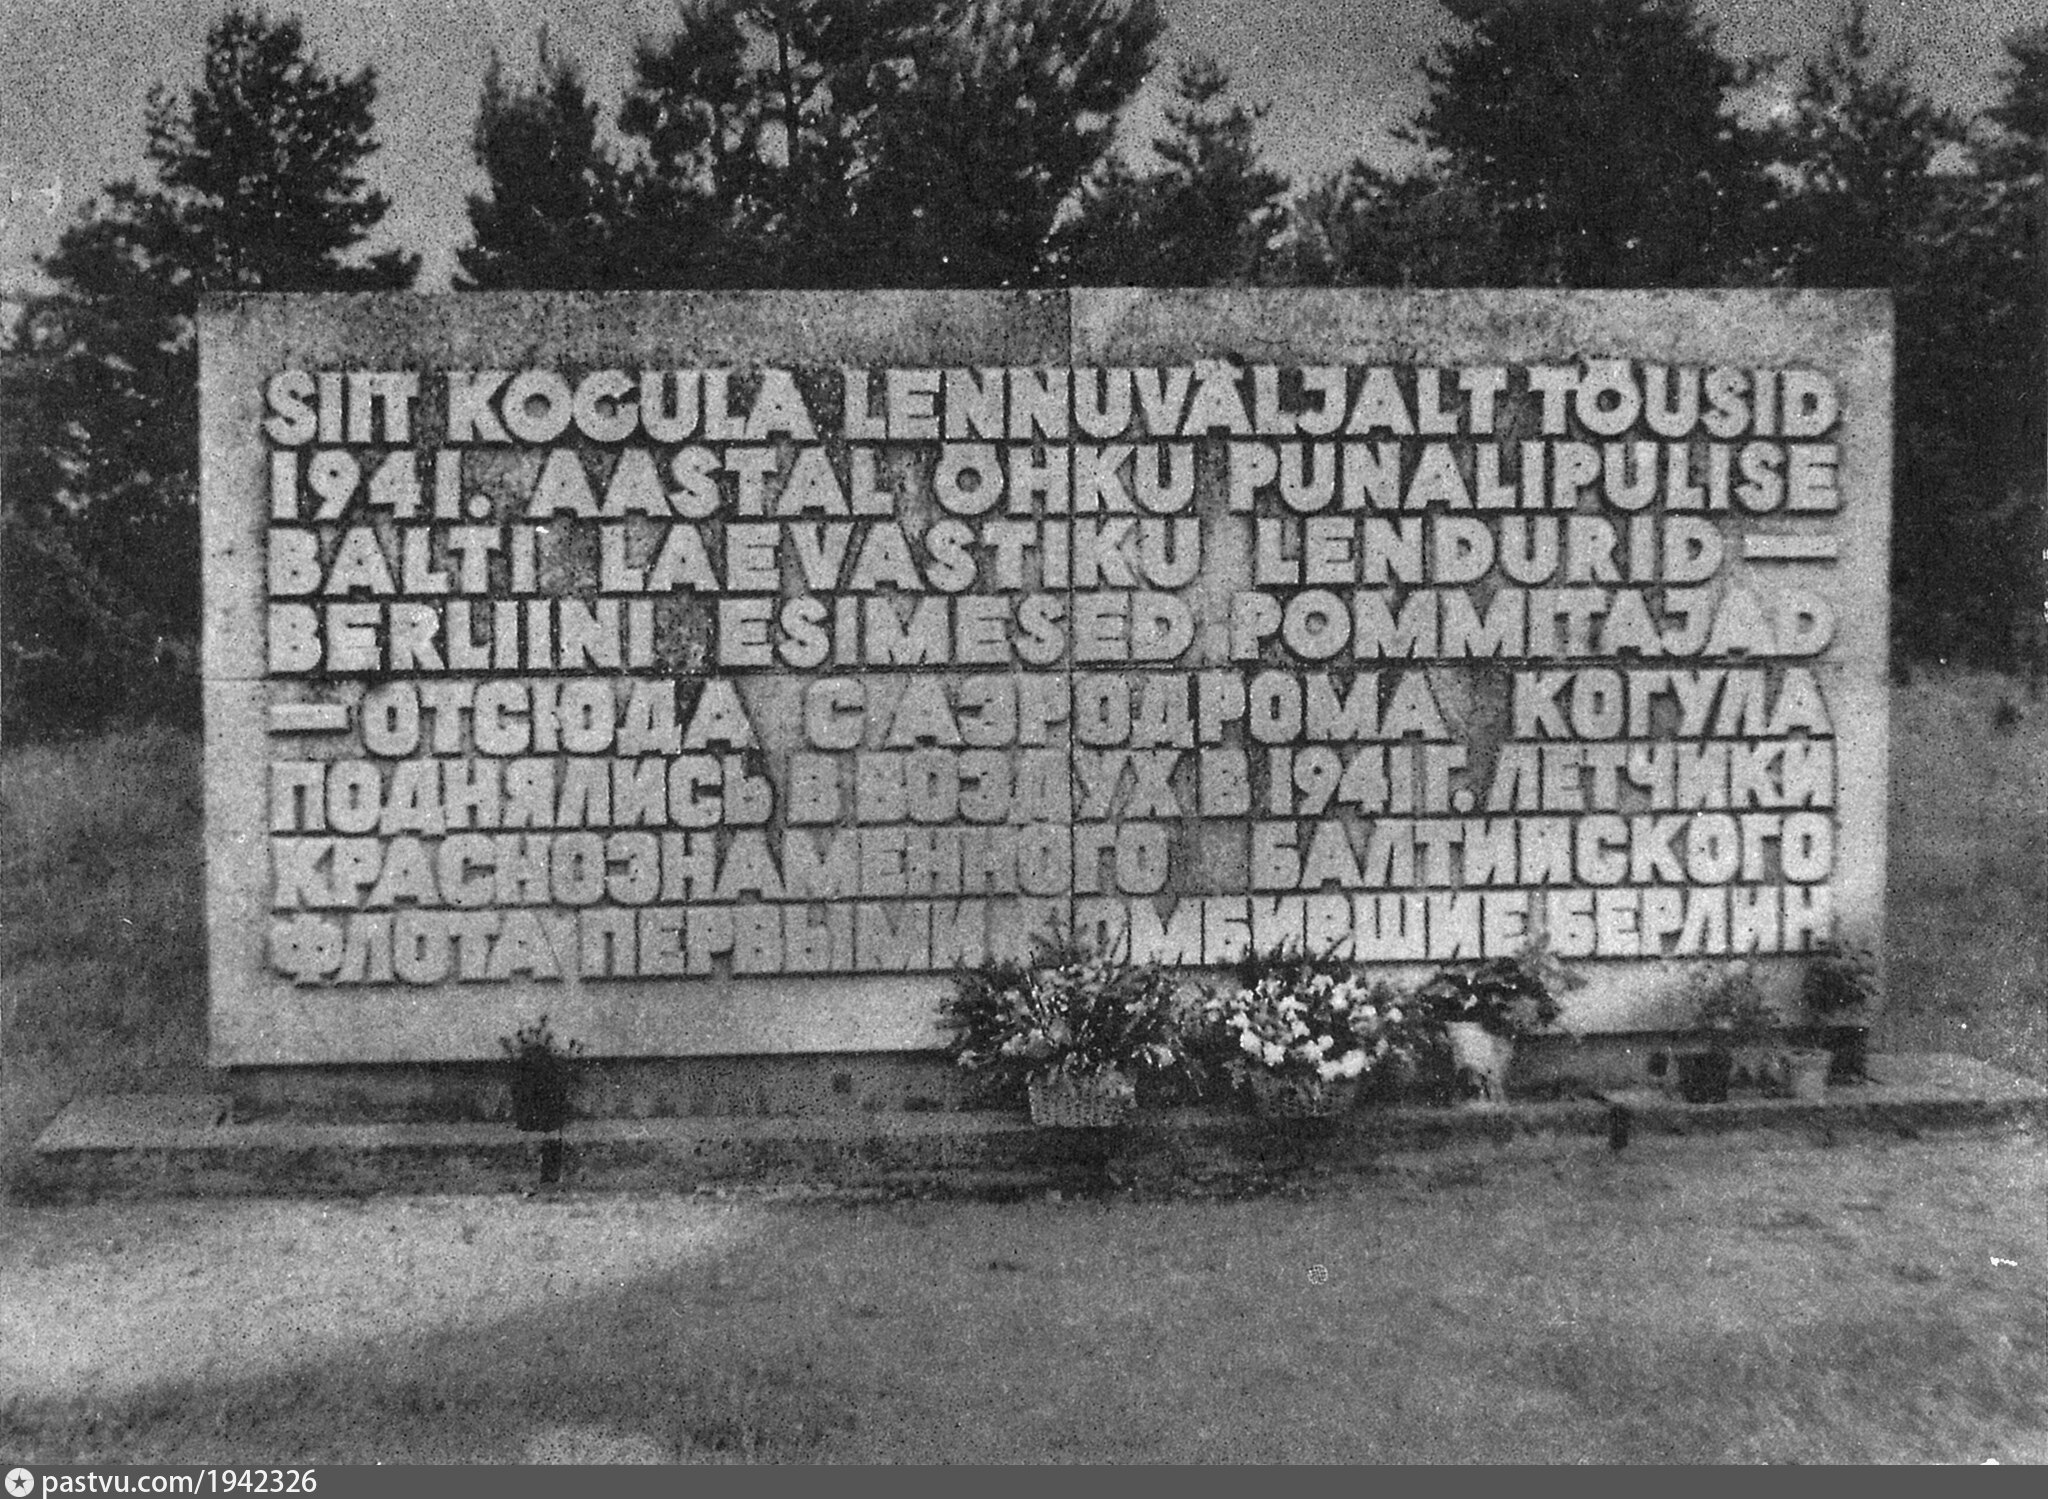 SIIT KOGULA LENNUVÄLJALT TÕUSID
1941. AASTAL ÕHKU PUNALIPULISE
BALTI LAEVASTIKU LENDURID —
BERLIINI ESIMESED POMMITAJAD
— ОТСЮДА С АЭРОДРОМА КОГУЛА
ПОДНЯЛИСЬ В ВОЗДУХ В 1941 Г. ЛЕТЧИКИ
КРАСНОЗНАМЕННОГО БАЛТИЙСКОГО
ФЛОТА ПЕРВЫМИ БОМБИВШИЕ БЕРЛИН
pastvu.com/1942326